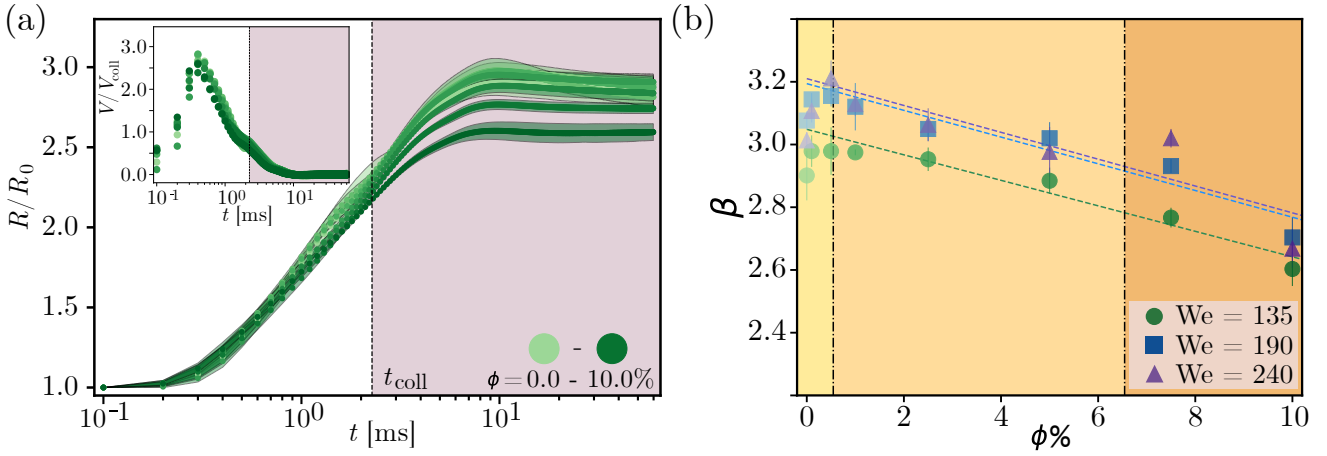 (a)
V/V_coll
3.0
2.0
1.0
0.0
10⁻¹ 10⁰ 10¹
t [ms]
R/R₀
3.0
2.5
2.0
1.5
1.0
-
t_coll
ϕ = 0.0 - 10.0%
10⁻¹ 10⁰ 10¹
t [ms]
(b)
β
3.2
3.0
2.8
2.6
2.4
We = 135
We = 190
We = 240
0 2 4 6 8 10
ϕ%